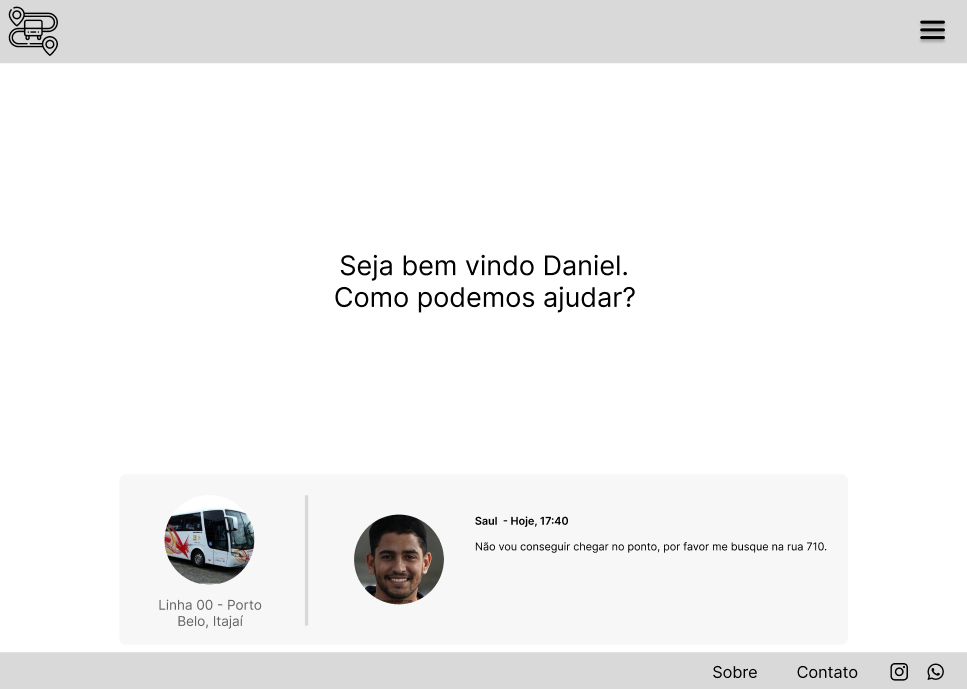 Seja bem vindo Daniel.
Como podemos ajudar?
Linha 00 - Porto
Belo, Itajaí
Saul - Hoje, 17:40
Não vou conseguir chegar no ponto, por favor me busque na rua 710.
Sobre Contato